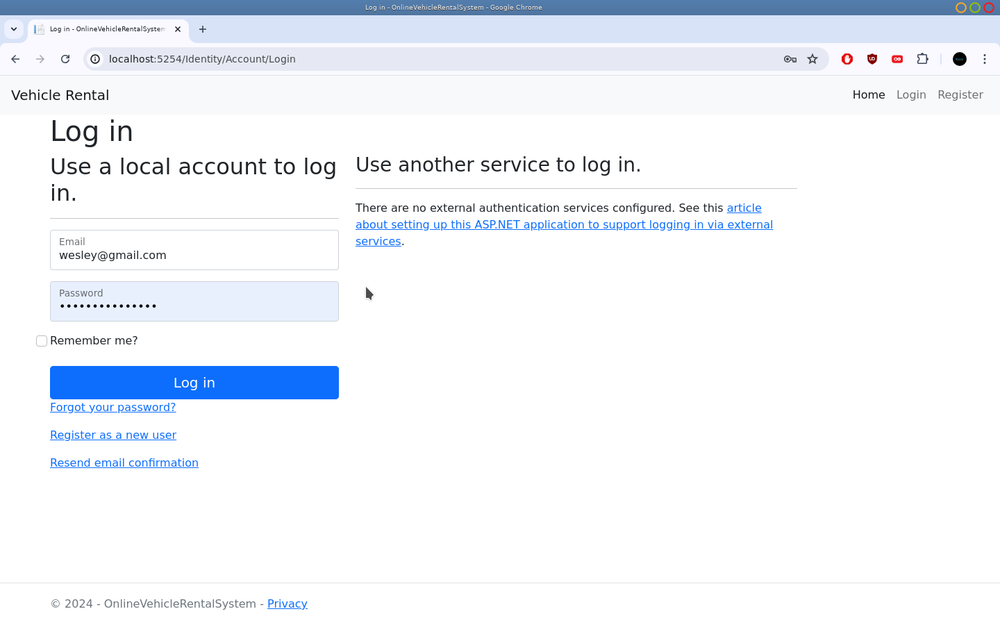 Log in - OnlineVehicleRentalSystem - Google Chrome
Log in - OnlineVehicleRentalSystem
localhost:5254/Identity/Account/Login
Vehicle Rental
Home Login Register
Log in
Use a local account to log
in.
Email
wesley@gmail.com
Password
•••••••••••••••
Remember me?
Log in
Forgot your password?
Register as a new user
Resend email confirmation
Use another service to log in.
There are no external authentication services configured. See this article
about setting up this ASP.NET application to support logging in via external
services.
© 2024 - OnlineVehicleRentalSystem - Privacy